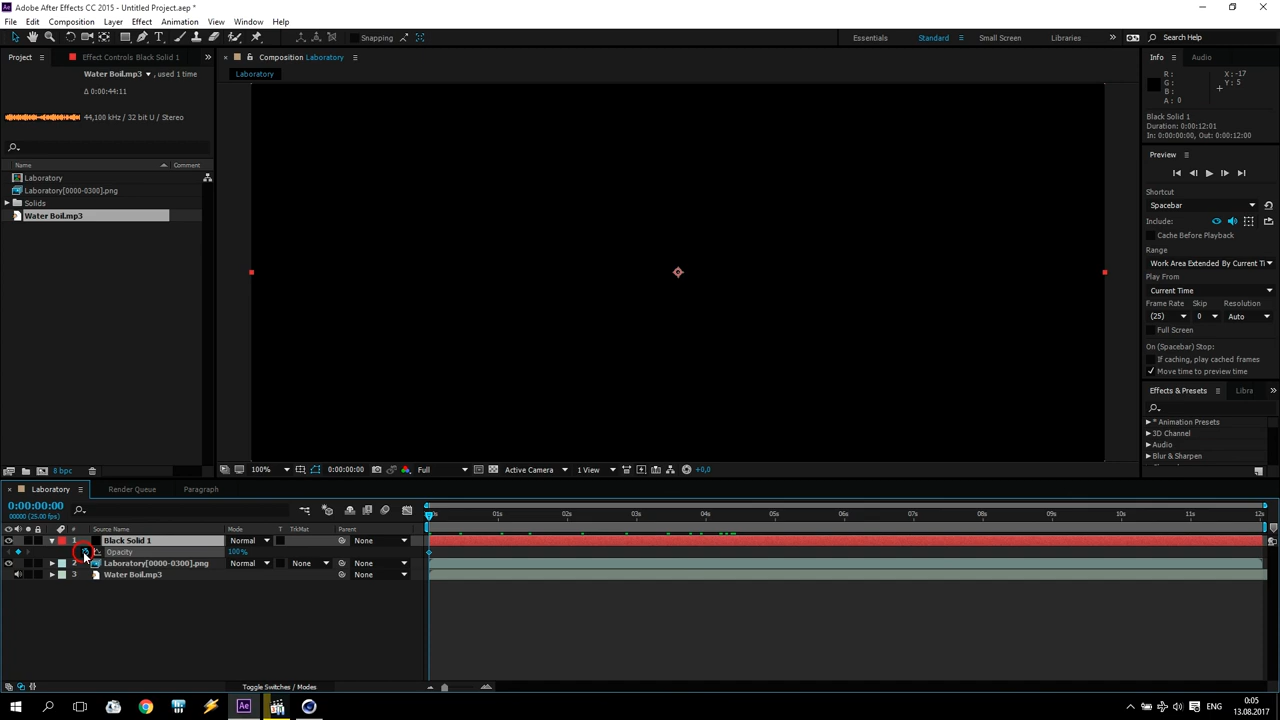 Adobe After Effects CC 2015 - Untitled Project.aep *
File Edit Composition Layer Effect Animation View Window Help
Snapping
Essentials Standard Small Screen Libraries Search Help
Project Effect Controls Black Solid 1
Composition Laboratory
Info Audio
Water Boil.mp3 , used 1 time
Δ 0:00:44:11
Laboratory
R :
G :
B :
A : 0
X : -17
Y : 5
44,100 kHz / 32 bit U / Stereo
Black Solid 1
Duration: 0:00:12:01
In: 0:00:00:00, Out: 0:00:12:00
Preview
Name Comment
Laboratory
Laboratory[0000-0300].png
Solids
Water Boil.mp3
Shortcut
Spacebar
Include:
Cache Before Playback
Range
Work Area Extended By Current Ti
Play From
Current Time
Frame Rate Skip Resolution
(25) 0 Auto
Full Screen
On (Spacebar) Stop:
If caching, play cached frames
Move time to preview time
Effects & Presets Libra
* Animation Presets
3D Channel
Audio
Blur & Sharpen
8 bpc
100% 0:00:00:00 Full Active Camera 1 View +0,0
Laboratory Render Queue Paragraph
0:00:00:00
00000 (25.00 fps)
02s 03s 04s 05s 06s 07s 08s 09s 10s 11s 12s
# Source Name Mode T TrkMat Parent
1 Black Solid 1 Normal None
Opacity 100%
2 Laboratory[0000-0300].png Normal None None
3 Water Boil.mp3 None
Toggle Switches / Modes
Ae
ENG
0:05
13.08.2017